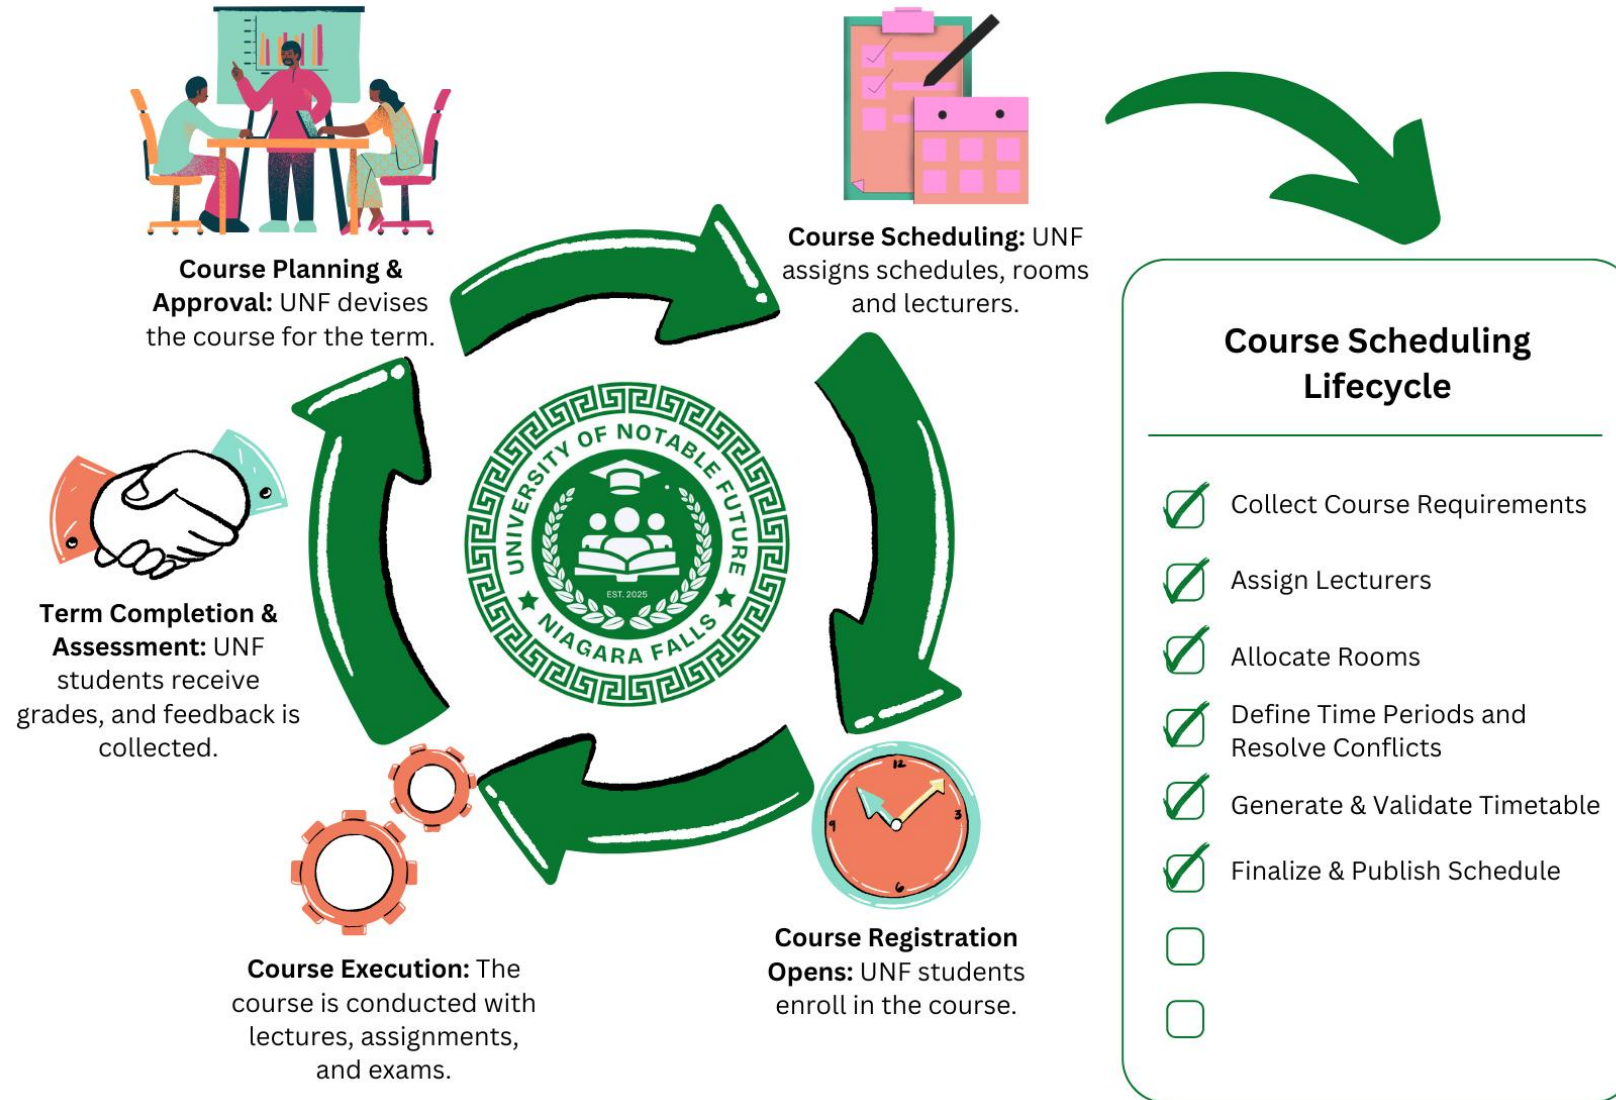 Course Planning &
Approval: UNF devises
the course for the term.
Course Scheduling: UNF
assigns schedules, rooms
and lecturers.
UNIVERSITY OF NOTABLE FUTURE
EST. 2025
NIAGARA FALLS
Term Completion &
Assessment: UNF
students receive
grades, and feedback is
collected.
12
3
6
9
Course Registration
Opens: UNF students
enroll in the course.
Course Execution: The
course is conducted with
lectures, assignments,
and exams.
Course Scheduling
Lifecycle
Collect Course Requirements
Assign Lecturers
Allocate Rooms
Define Time Periods and
Resolve Conflicts
Generate & Validate Timetable
Finalize & Publish Schedule